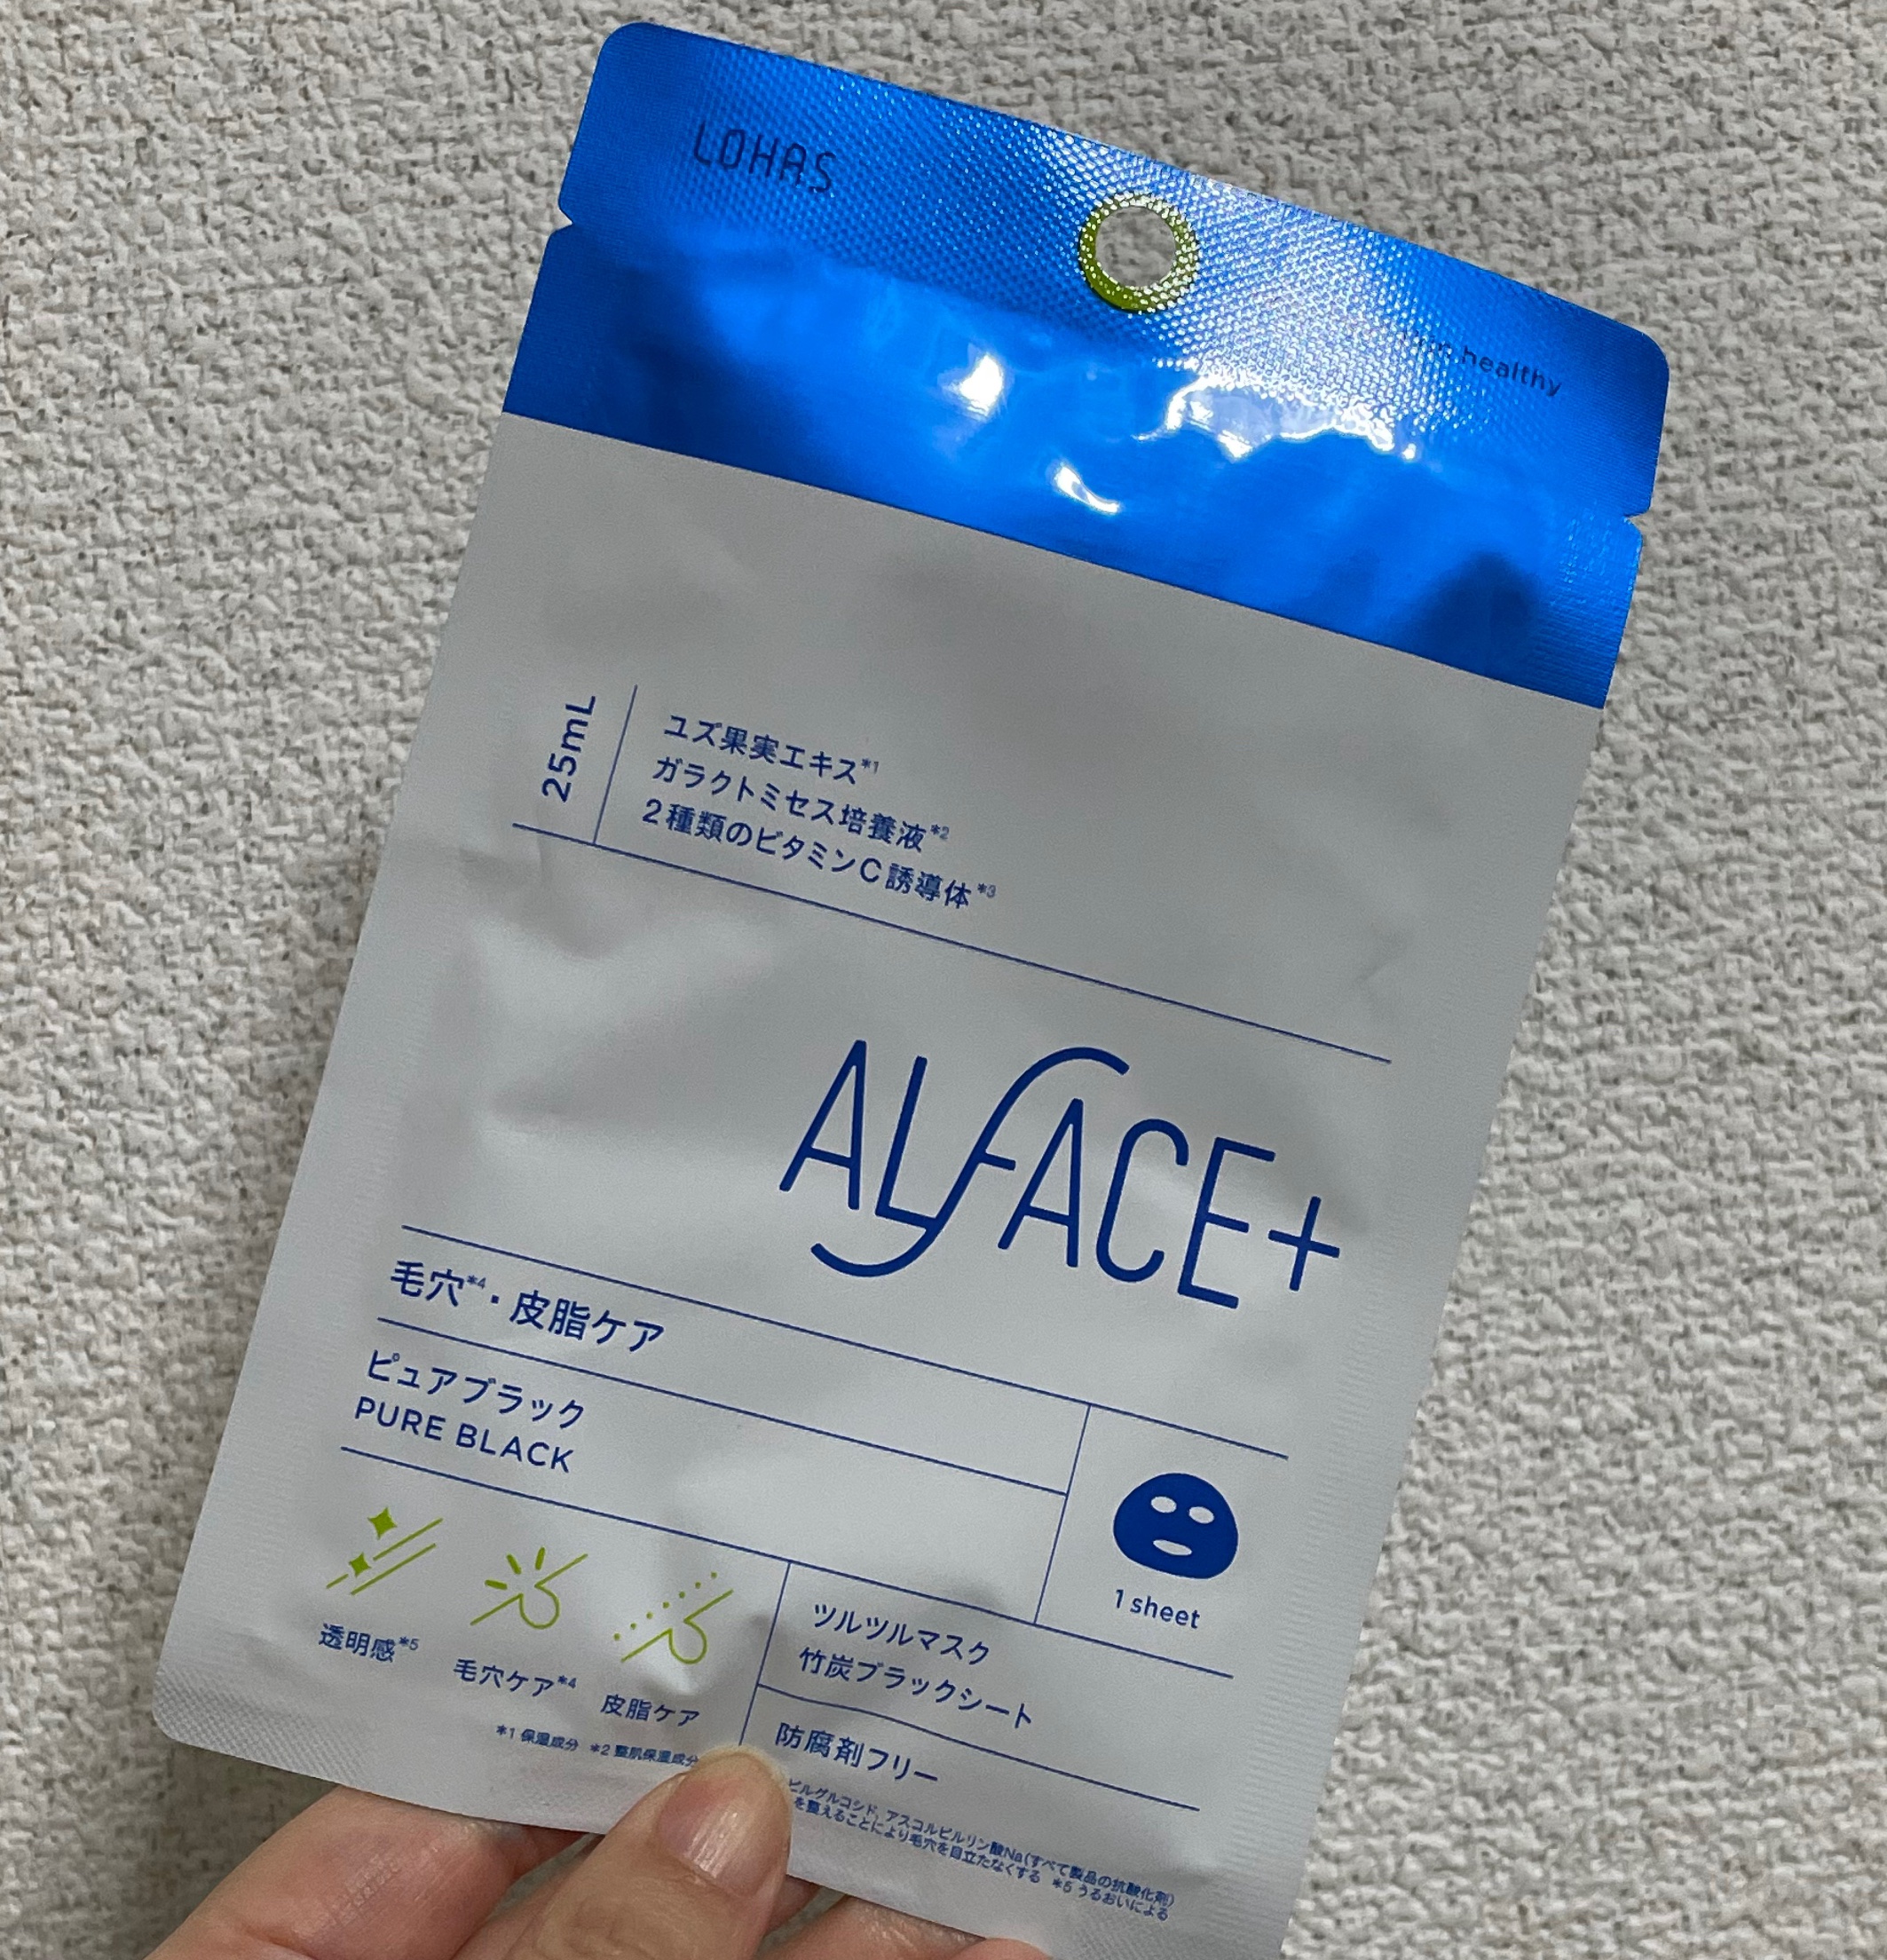 LOHAS
healthy
25mL
ユズ果実エキス*1
ガラクトミセス培養液*2
2種類のビタミンC誘導体*3
ALFACE+
毛穴*4・皮脂ケア
ピュアブラック
PURE BLACK
1 sheet
透明感*5
毛穴ケア*4
皮脂ケア
ツルツルマスク
竹炭ブラックシート
防腐剤フリー
*1 保湿成分 *2 整肌保湿成分
ビルグルコシド、アスコルビルリン酸Na(すべて製品の抗酸化剤)
を整えることにより毛穴を目立たなくする *5 うるおいによる